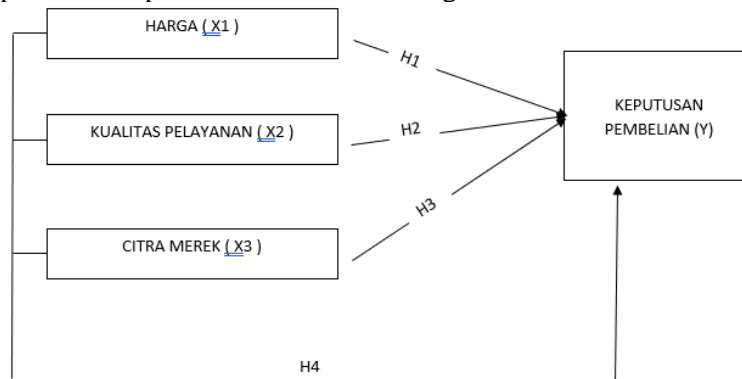 HARGA ( X1 )
H1
KEPUTUSAN
PEMBELIAN (Y)
KUALITAS PELAYANAN ( X2 )
H2
H3
CITRA MEREK ( X3 )
H4